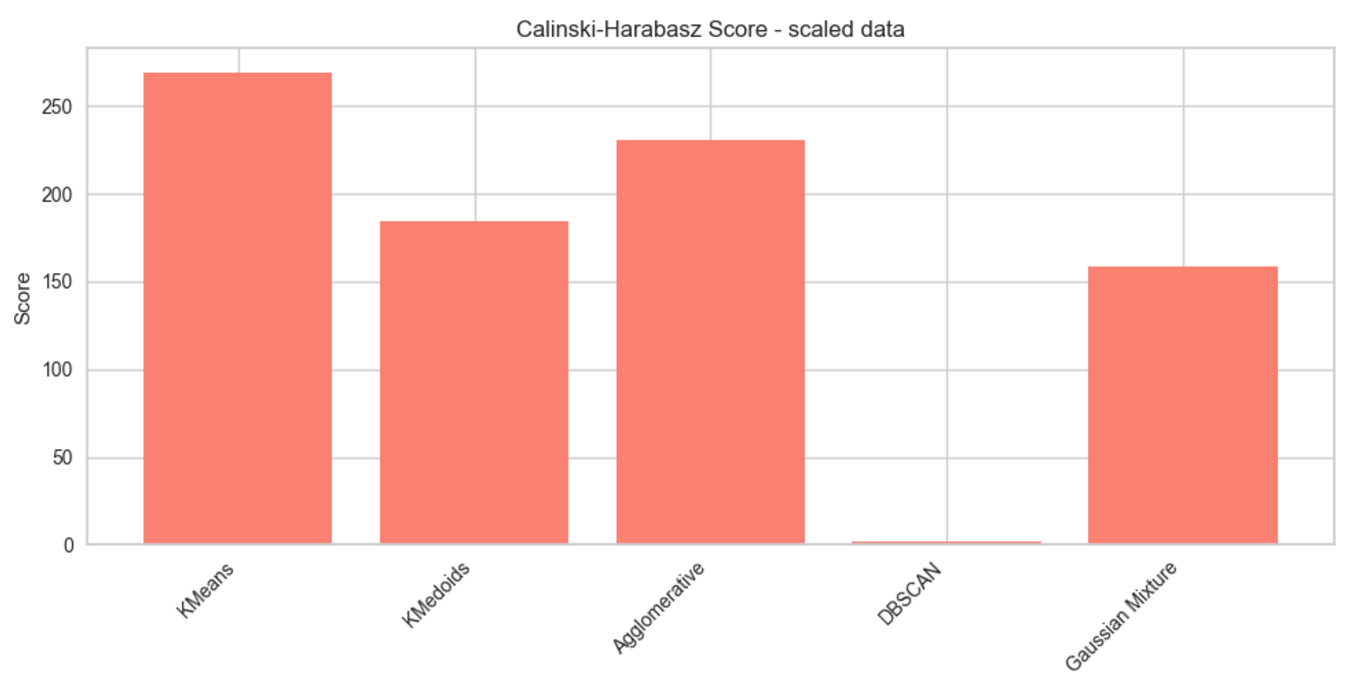 Calinski-Harabasz Score - scaled data
Score
250
200
150
100
50
0
KMeans
KMedoids
Agglomerative
DBSCAN
Gaussian Mixture